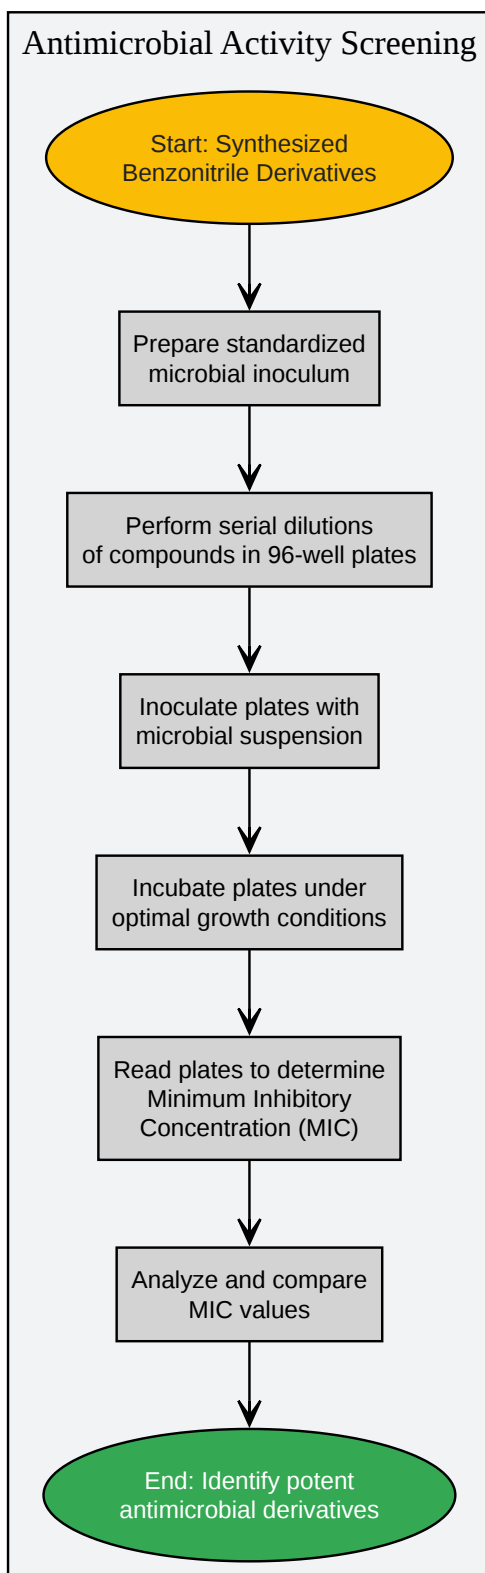 Antimicrobial Activity Screening
Start: Synthesized
Benzonitrile Derivatives
Prepare standardized
microbial inoculum
Perform serial dilutions
of compounds in 96-well plates
Inoculate plates with
microbial suspension
Incubate plates under
optimal growth conditions
Read plates to determine
Minimum Inhibitory
Concentration (MIC)
Analyze and compare
MIC values
End: Identify potent
antimicrobial derivatives